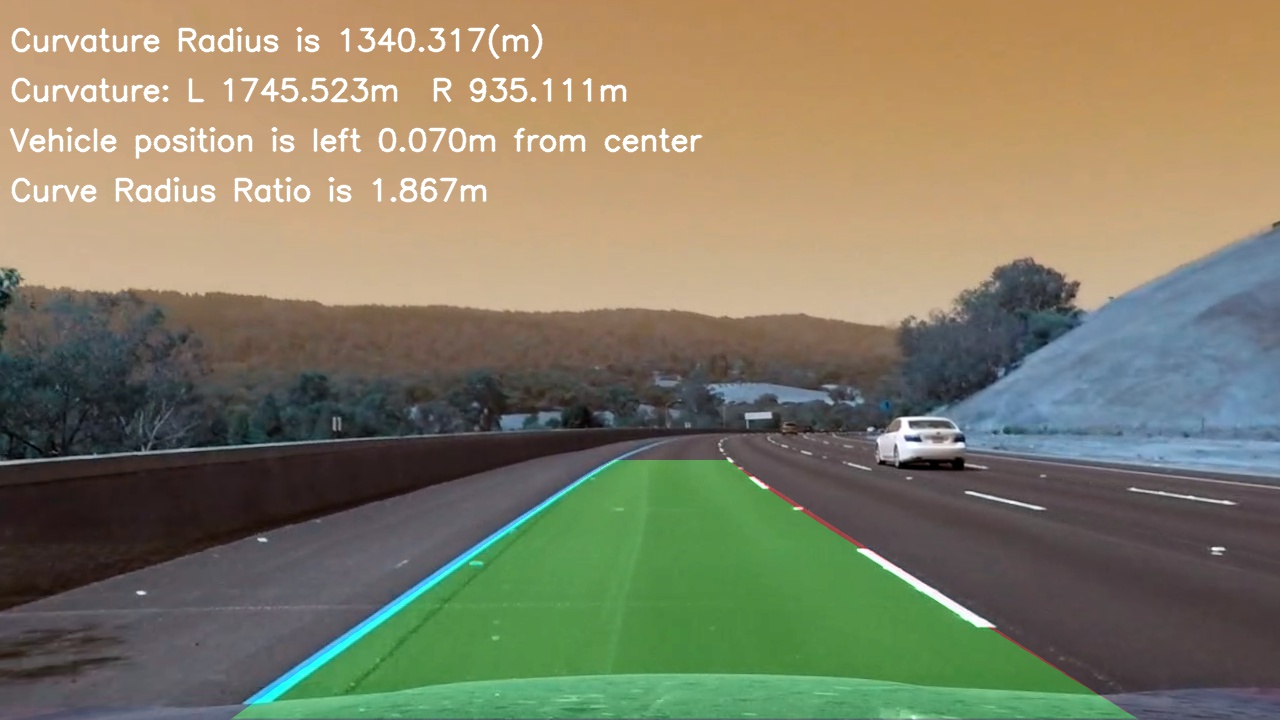 Curvature Radius is 1340.317(m)
Curvature: L 1745.523m R 935.111m
Vehicle position is left 0.070m from center
Curve Radius Ratio is 1.867m